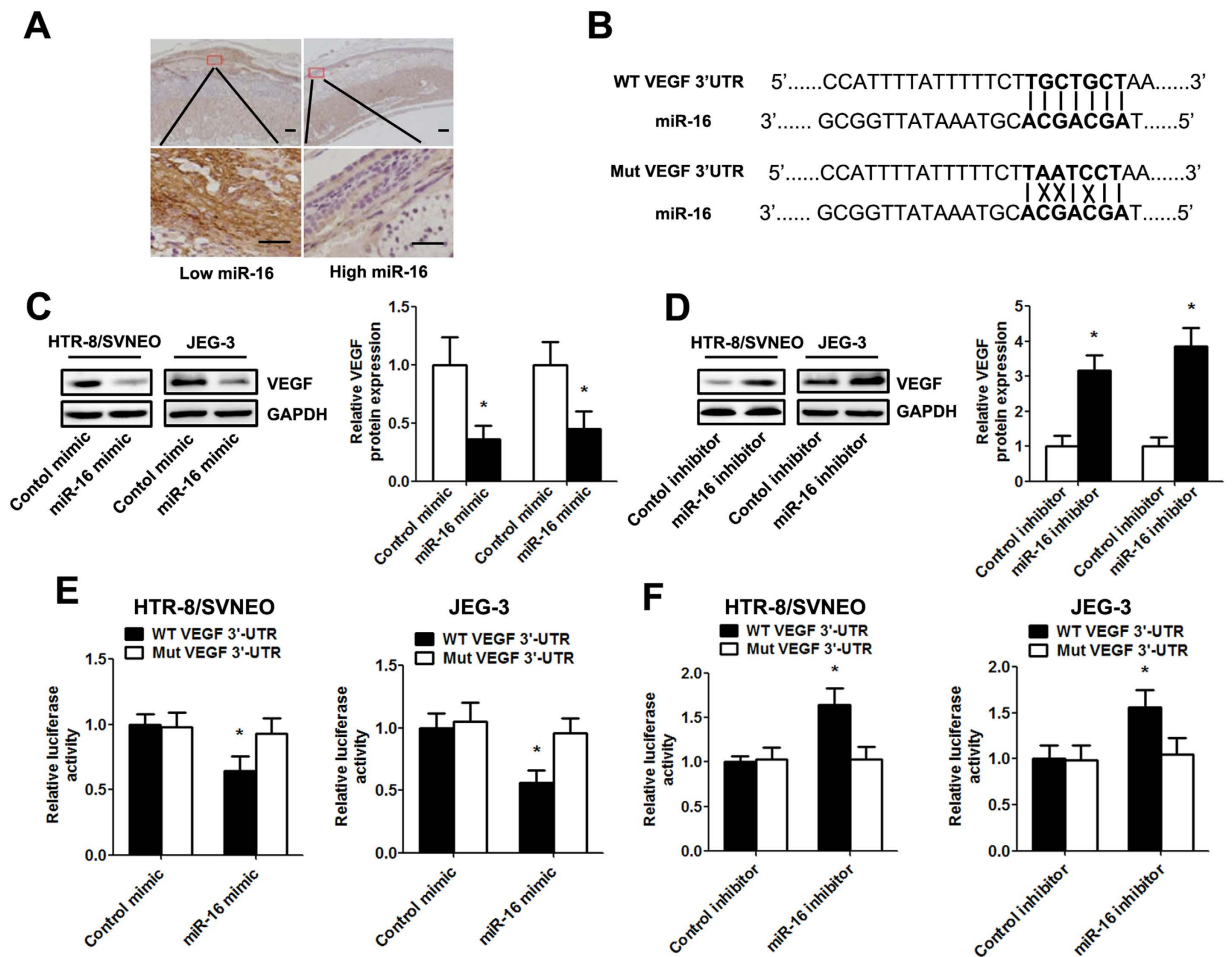 A
Low miR-16
High miR-16
B
WT VEGF 3'UTR 5'......CCATTTTATTTTTCTTGCTGCTAA......3'
miR-16 3'...... GCGGTTATAAATGCACGACGAT......5'
Mut VEGF 3'UTR 5'......CCATTTTATTTTTCTTAATCCTAA......3'
miR-16 3'...... GCGGTTATAAATGCACGACGAT......5'
C
HTR-8/SVNEO
JEG-3
VEGF
GAPDH
Contol mimic
miR-16 mimic
Contol mimic
miR-16 mimic
Relative VEGF
protein expression
1.5
1.0
0.5
0.0
*
*
Control mimic
miR-16 mimic
Control mimic
miR-16 mimic
D
HTR-8/SVNEO
JEG-3
VEGF
GAPDH
Contol inhibitor
miR-16 inhibitor
Contol inhibitor
miR-16 inhibitor
Relative VEGF
protein expression
5
4
3
2
1
0
*
*
Control inhibitor
miR-16 inhibitor
Control inhibitor
miR-16 inhibitor
E
HTR-8/SVNEO
WT VEGF 3'-UTR
Mut VEGF 3'-UTR
Relative luciferase
activity
1.5
1.0
0.5
0.0
*
Control mimic
miR-16 mimic
JEG-3
WT VEGF 3'-UTR
Mut VEGF 3'-UTR
Relative luciferase
activity
1.5
1.0
0.5
0.0
*
Control mimic
miR-16 mimic
F
HTR-8/SVNEO
WT VEGF 3'-UTR
Mut VEGF 3'-UTR
Relative luciferase
activity
2.0
1.5
1.0
0.5
0.0
*
Control inhibitor
miR-16 inhibitor
JEG-3
WT VEGF 3'-UTR
Mut VEGF 3'-UTR
Relative luciferase
activity
2.0
1.5
1.0
0.5
0.0
*
Control inhibitor
miR-16 inhibitor